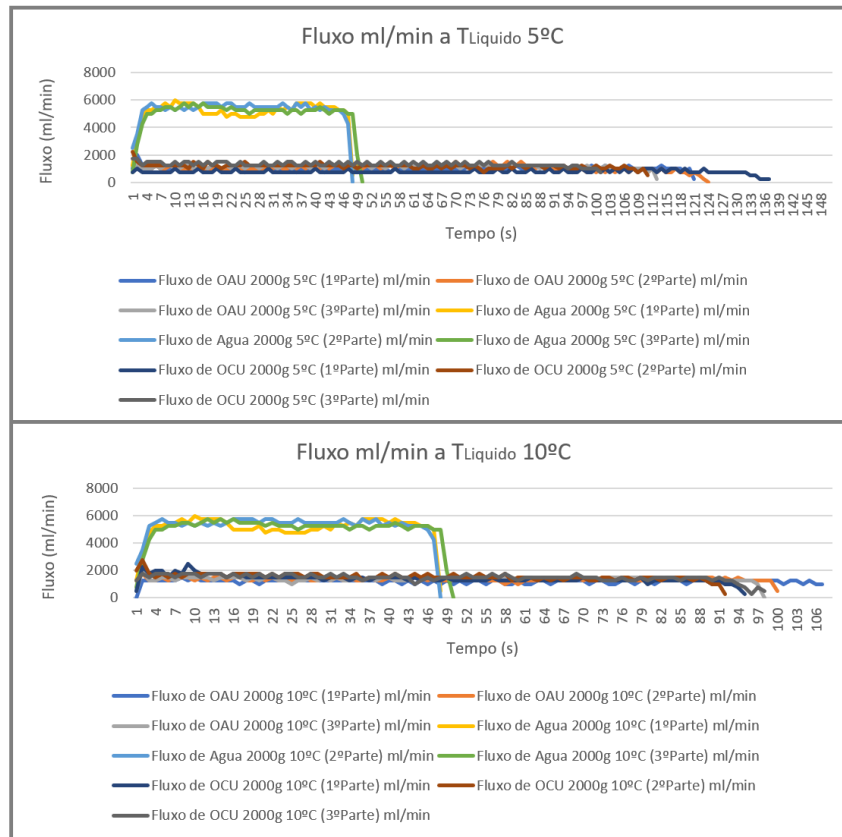 Fluxo ml/min a TLiquido 5ºC
8000
6000
4000
2000
0
Fluxo (ml/min)
1 4 7 10 13 16 19 22 25 28 31 34 37 40 43 46 49 52 55 58 61 64 67 70 73 76 79 82 85 88 91 94 97 100 103 106 109 112 115 118 121 124 127 130 133 136 139 142 145 148
Tempo (s)
Fluxo de OAU 2000g 5ºC (1ºParte) ml/min Fluxo de OAU 2000g 5ºC (2ºParte) ml/min
Fluxo de OAU 2000g 5ºC (3ºParte) ml/min Fluxo de Agua 2000g 5ºC (1ºParte) ml/min
Fluxo de Agua 2000g 5ºC (2ºParte) ml/min Fluxo de Agua 2000g 5ºC (3ºParte) ml/min
Fluxo de OCU 2000g 5ºC (1ºParte) ml/min Fluxo de OCU 2000g 5ºC (2ºParte) ml/min
Fluxo de OCU 2000g 5ºC (3ºParte) ml/min
Fluxo ml/min a TLiquido 10ºC
8000
6000
4000
2000
0
Fluxo (ml/min)
1 4 7 10 13 16 19 22 25 28 31 34 37 40 43 46 49 52 55 58 61 64 67 70 73 76 79 82 85 88 91 94 97 100 103 106
Tempo (s)
Fluxo de OAU 2000g 10ºC (1ºParte) ml/min Fluxo de OAU 2000g 10ºC (2ºParte) ml/min
Fluxo de OAU 2000g 10ºC (3ºParte) ml/min Fluxo de Agua 2000g 10ºC (1ºParte) ml/min
Fluxo de Agua 2000g 10ºC (2ºParte) ml/min Fluxo de Agua 2000g 10ºC (3ºParte) ml/min
Fluxo de OCU 2000g 10ºC (1ºParte) ml/min Fluxo de OCU 2000g 10ºC (2ºParte) ml/min
Fluxo de OCU 2000g 10ºC (3ºParte) ml/min